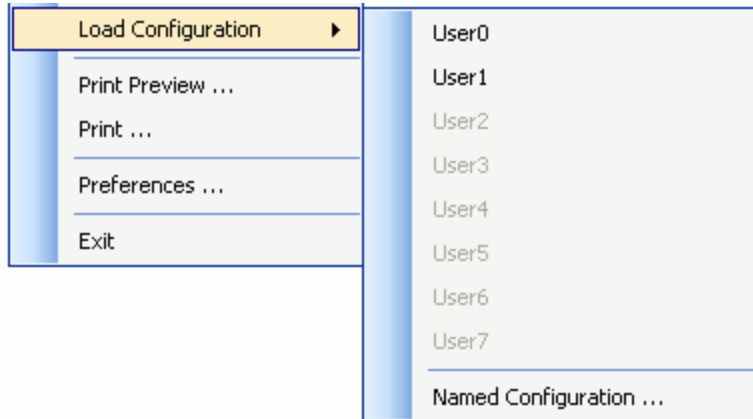 Load Configuration
Print Preview ...
Print ...
Preferences ...
Exit
User0
User1
User2
User3
User4
User5
User6
User7
Named Configuration ...